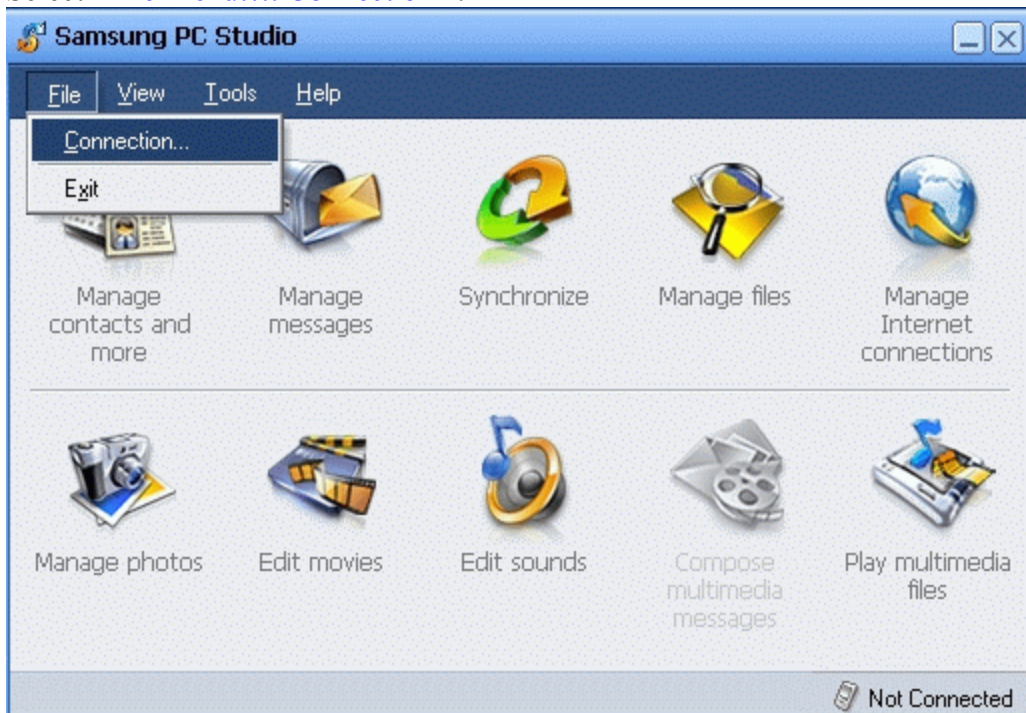 Samsung PC Studio
File View Tools Help
Connection...
Exit
Manage
contacts and
more
Manage
messages
Synchronize
Manage files
Manage
Internet
connections
Manage photos
Edit movies
Edit sounds
Compose
multimedia
messages
Play multimedia
files
Not Connected